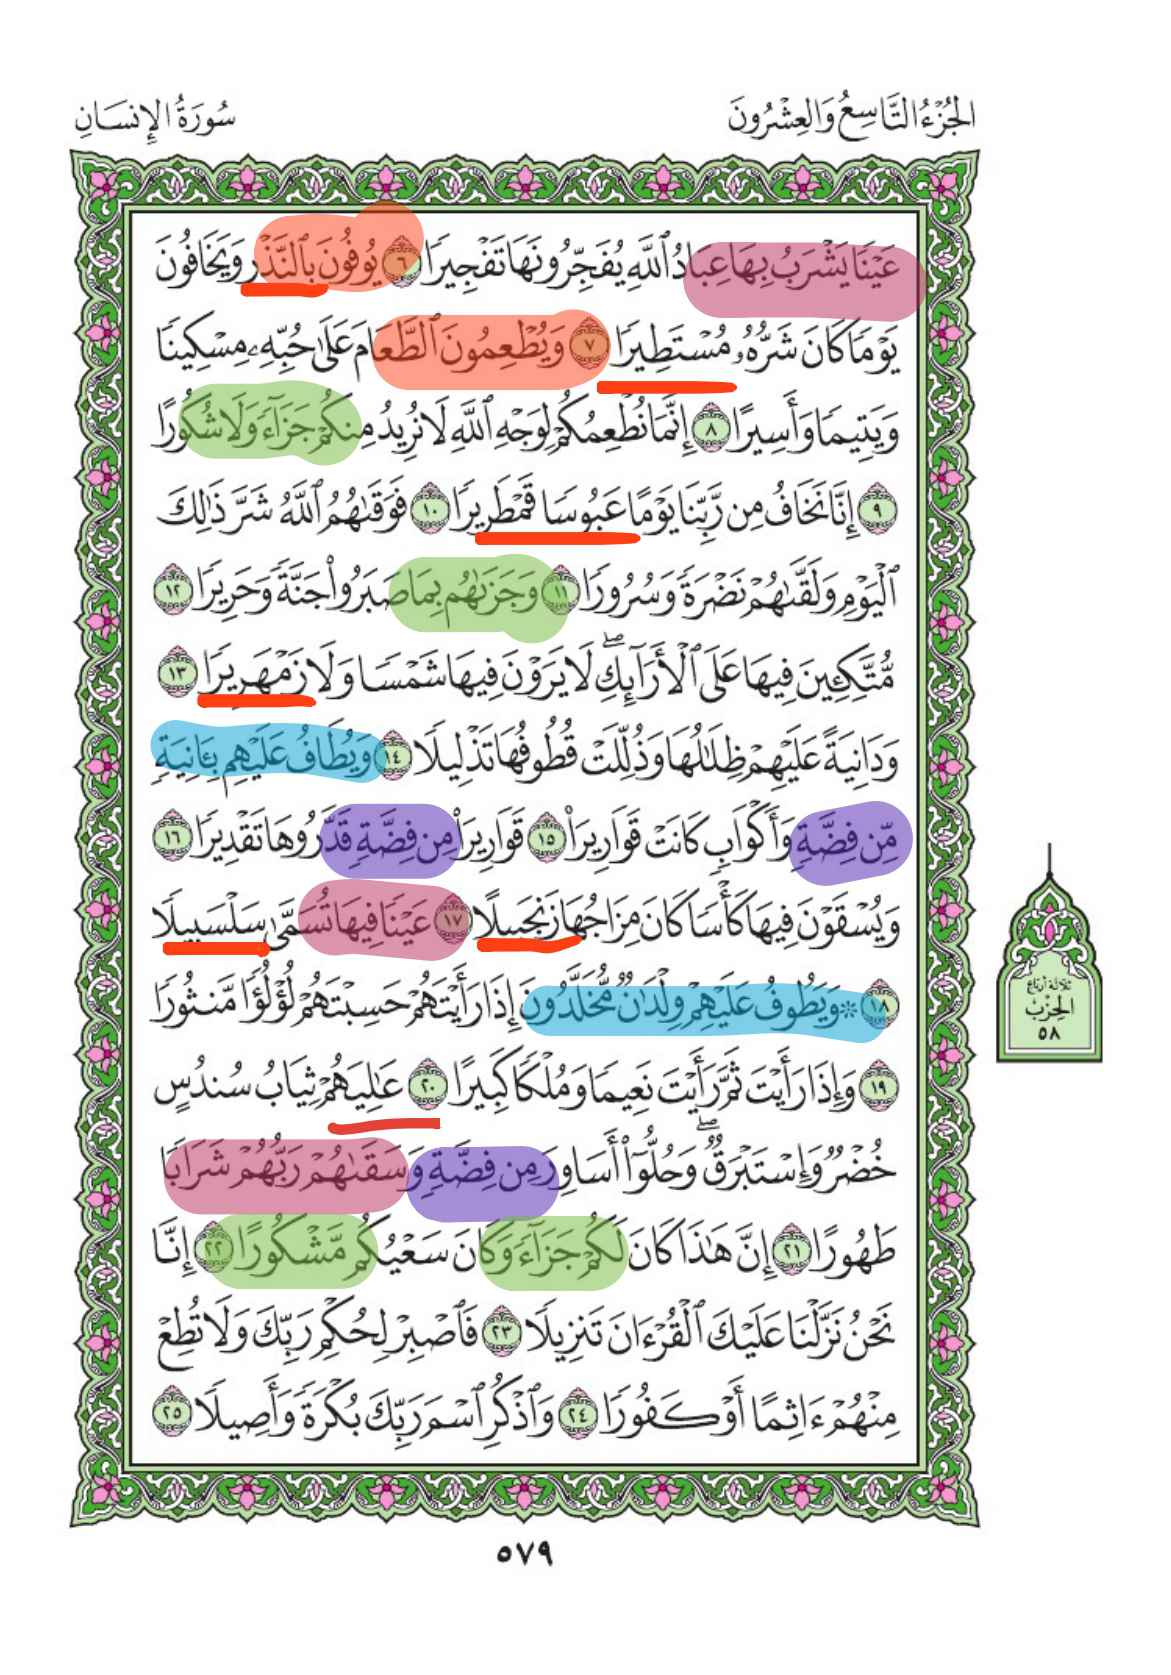 الجُزْءُ التَّاسِعُ وَالعِشْرُونَ
سُورَةُ الإِنسَانِ
عَيْنًا يَشْرَبُ بِهَا عِبَادُ ٱللَّهِ يُفَجِّرُونَهَا تَفْجِيرًا ٦ يُوفُونَ بِٱلنَّذْرِ وَيَخَافُونَ
يَوْمًا كَانَ شَرُّهُۥ مُسْتَطِيرًا ٧ وَيُطْعِمُونَ ٱلطَّعَامَ عَلَىٰ حُبِّهِۦ مِسْكِينًا
وَيَتِيمًا وَأَسِيرًا ٨ إِنَّمَا نُطْعِمُكُمْ لِوَجْهِ ٱللَّهِ لَا نُرِيدُ مِنكُمْ جَزَآءً وَلَا شُكُورًا
٩ إِنَّا نَخَافُ مِن رَّبِّنَا يَوْمًا عَبُوسًا قَمْطَرِيرًا ١٠ فَوَقَىٰهُمُ ٱللَّهُ شَرَّ ذَٰلِكَ
ٱلْيَوْمِ وَلَقَّىٰهُمْ نَضْرَةً وَسُرُورًا ١١ وَجَزَىٰهُم بِمَا صَبَرُوا۟ جَنَّةً وَحَرِيرًا ١٢
مُّتَّكِـِٔينَ فِيهَا عَلَى ٱلْأَرَآئِكِ ۖ لَا يَرَوْنَ فِيهَا شَمْسًا وَلَا زَمْهَرِيرًا ١٣
وَدَانِيَةً عَلَيْهِمْ ظِلَٰلُهَا وَذُلِّلَتْ قُطُوفُهَا تَذْلِيلًا ١٤ وَيُطَافُ عَلَيْهِم بِـَٔانِيَةٍ
مِّن فِضَّةٍ وَأَكْوَابٍ كَانَتْ قَوَارِيرَا۠ ١٥ قَوَارِيرَا۟ مِن فِضَّةٍ قَدَّرُوهَا تَقْدِيرًا ١٦
وَيُسْقَوْنَ فِيهَا كَأْسًا كَانَ مِزَاجُهَا زَنجَبِيلًا ١٧ عَيْنًا فِيهَا تُسَمَّىٰ سَلْسَبِيلًا
١٨ ۞ وَيَطُوفُ عَلَيْهِمْ وِلْدَٰنٌ مُّخَلَّدُونَ إِذَا رَأَيْتَهُمْ حَسِبْتَهُمْ لُؤْلُؤًا مَّنثُورًا
١٩ وَإِذَا رَأَيْتَ ثَمَّ رَأَيْتَ نَعِيمًا وَمُلْكًا كَبِيرًا ٢٠ عَٰلِيَهُمْ ثِيَابُ سُندُسٍ
خُضْرٌ وَإِسْتَبْرَقٌ ۖ وَحُلُّوٓا۟ أَسَاوِرَ مِن فِضَّةٍ وَسَقَىٰهُمْ رَبُّهُمْ شَرَابًا
طَهُورًا ٢١ إِنَّ هَٰذَا كَانَ لَكُمْ جَزَآءً وَكَانَ سَعْيُكُم مَّشْكُورًا ٢٢ إِنَّا
نَحْنُ نَزَّلْنَا عَلَيْكَ ٱلْقُرْءَانَ تَنزِيلًا ٢٣ فَٱصْبِرْ لِحُكْمِ رَبِّكَ وَلَا تُطِعْ
مِنْهُمْ ءَاثِمًا أَوْ كَفُورًا ٢٤ وَٱذْكُرِ ٱسْمَ رَبِّكَ بُكْرَةً وَأَصِيلًا ٢٥
ثلاثة أرباع
الحِزْب
٥٨
٥٧٩